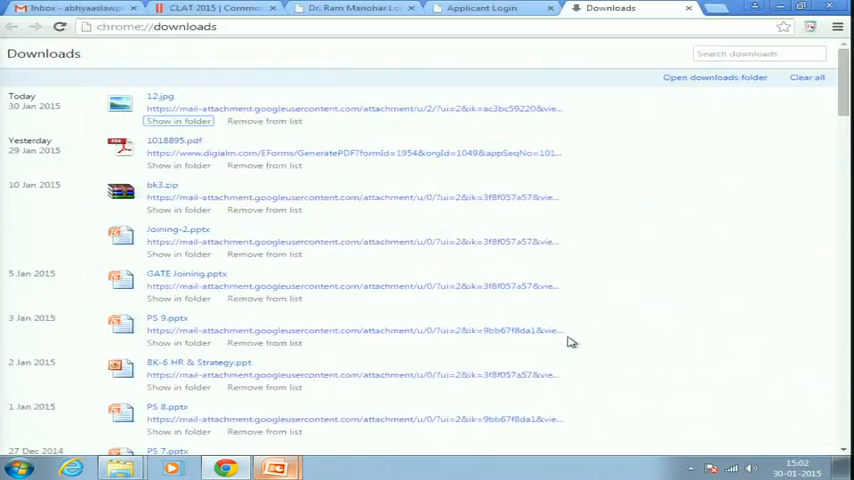 Inbox - abhyaaslawpr
CLAT 2015 | Commo
Dr. Ram Manohar Lo
Applicant Login
Downloads
chrome://downloads
Downloads
Search downloads
Open downloads folder
Clear all
Today
30 Jan 2015
12.jpg
https://mail-attachment.googleusercontent.com/attachment/u/2/?ui=2&ik=ac3bc59220&vie...
Show in folder Remove from list
Yesterday
29 Jan 2015
1018895.pdf
https://www.digialm.com/EForms/GeneratePDF?formId=1954&orgId=1049&appSeqNo=101...
Show in folder Remove from list
10 Jan 2015
bk3.zip
https://mail-attachment.googleusercontent.com/attachment/u/0/?ui=2&ik=3f8f057a57&vie...
Show in folder Remove from list
Joining-2.pptx
https://mail-attachment.googleusercontent.com/attachment/u/0/?ui=2&ik=3f8f057a57&vie...
Show in folder Remove from list
5 Jan 2015
GATE Joining.pptx
https://mail-attachment.googleusercontent.com/attachment/u/0/?ui=2&ik=3f8f057a57&vie...
Show in folder Remove from list
3 Jan 2015
PS 9.pptx
https://mail-attachment.googleusercontent.com/attachment/u/0/?ui=2&ik=9bb67f8da1&vie...
Show in folder Remove from list
2 Jan 2015
BK-6 HR & Strategy.ppt
https://mail-attachment.googleusercontent.com/attachment/u/0/?ui=2&ik=3f8f057a57&vie...
Show in folder Remove from list
1 Jan 2015
PS 8.pptx
https://mail-attachment.googleusercontent.com/attachment/u/0/?ui=2&ik=9bb67f8da1&vie...
Show in folder Remove from list
27 Dec 2014
PS 7.pptx
15:02
30-01-2015